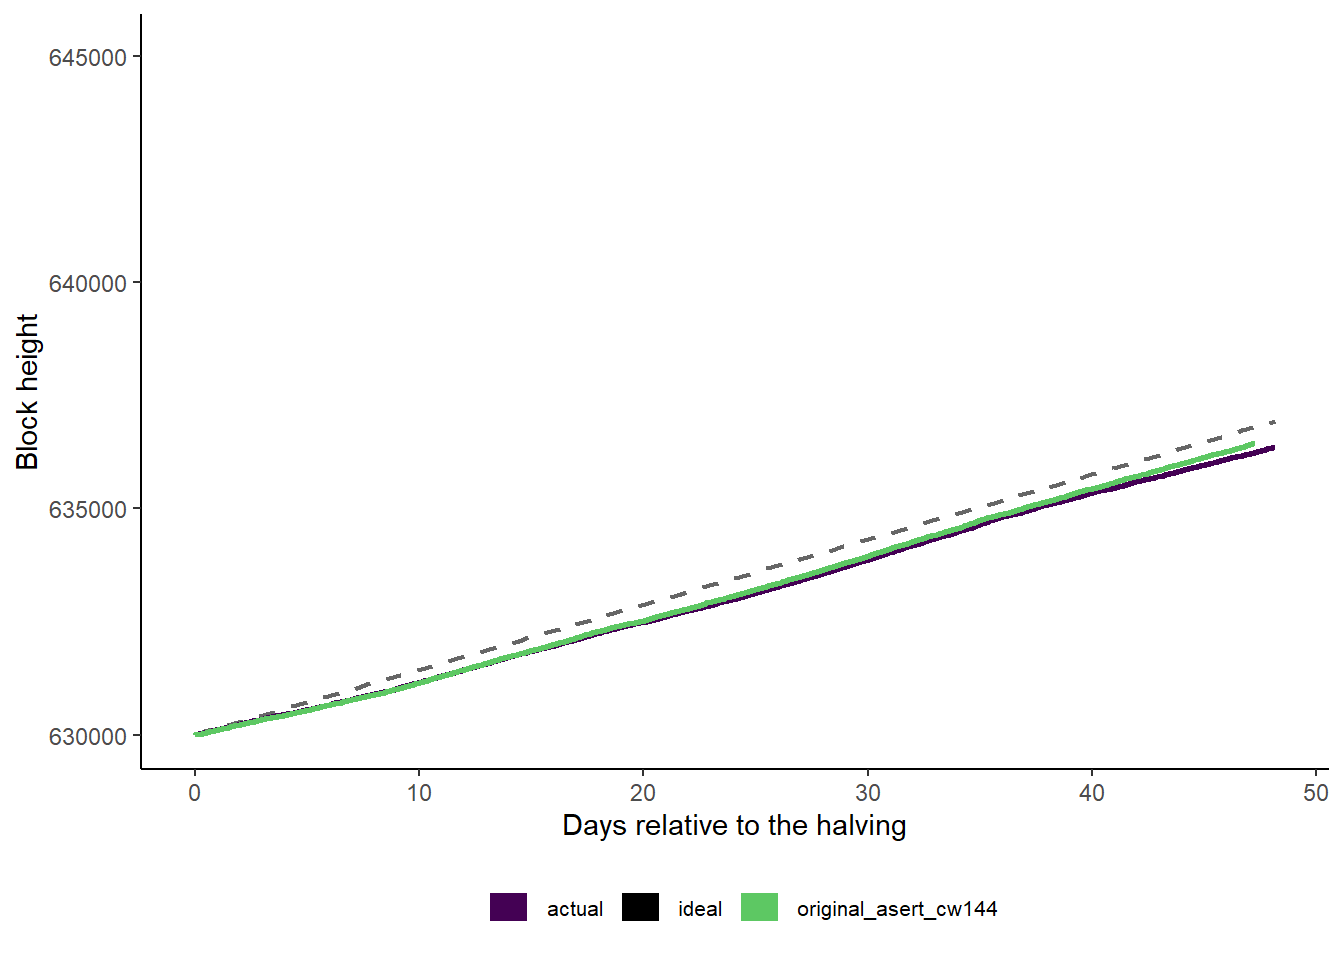 645000
640000
635000
630000
Block height
0 10 20 30 40 50
Days relative to the halving
actual ideal original_asert_cw144